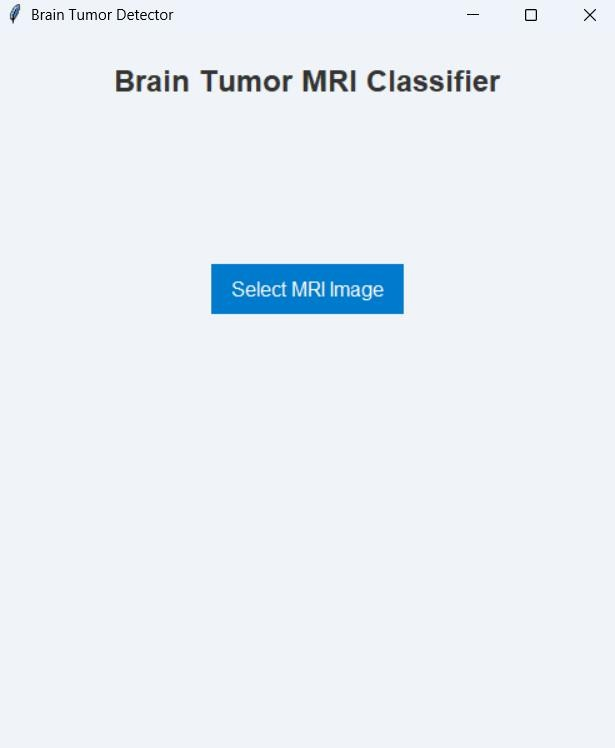 Brain Tumor Detector
Brain Tumor MRI Classifier
Select MRI Image